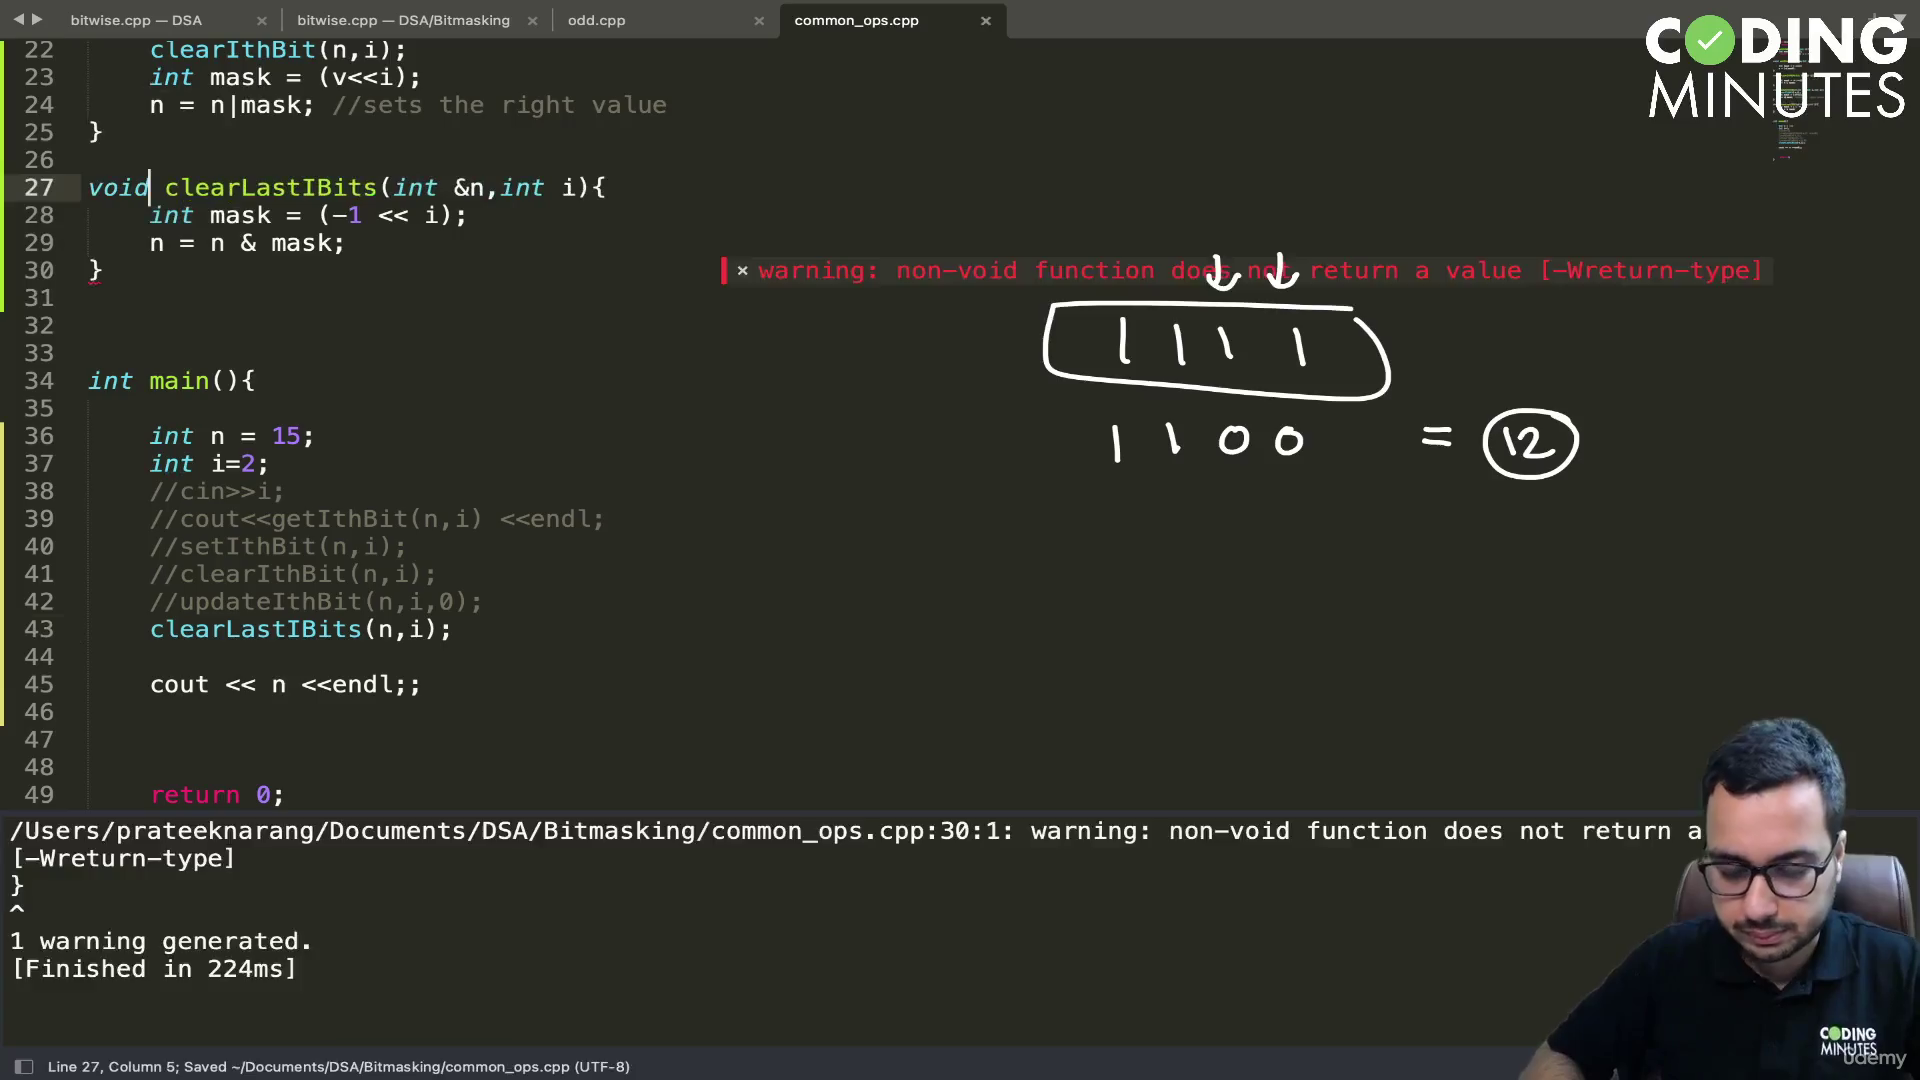 bitwise.cpp — DSA × bitwise.cpp — DSA/Bitmasking × odd.cpp × common_ops.cpp ×
CODING
MINUTES
22 clearIthBit(n,i);
23 int mask = (v<<i);
24 n = n|mask; //sets the right value
25 }
26
27 void clearLastIBits(int &n,int i){
28 int mask = (-1 << i);
29 n = n & mask;
30 }
× warning: non-void function does not return a value [-Wreturn-type]
31
32
33
1 1 1 1
34 int main(){
35
36 int n = 15;
1 1 0 0 = 12
37 int i=2;
38 //cin>>i;
39 //cout<<getIthBit(n,i) <<endl;
40 //setIthBit(n,i);
41 //clearIthBit(n,i);
42 //updateIthBit(n,i,0);
43 clearLastIBits(n,i);
44
45 cout << n <<endl;;
46
47
48
49 return 0;
/Users/prateeknarang/Documents/DSA/Bitmasking/common_ops.cpp:30:1: warning: non-void function does not return a
[-Wreturn-type]
}
^
1 warning generated.
[Finished in 224ms]
CODING
MINUTES
udemy
Line 27, Column 5; Saved ~/Documents/DSA/Bitmasking/common_ops.cpp (UTF-8)